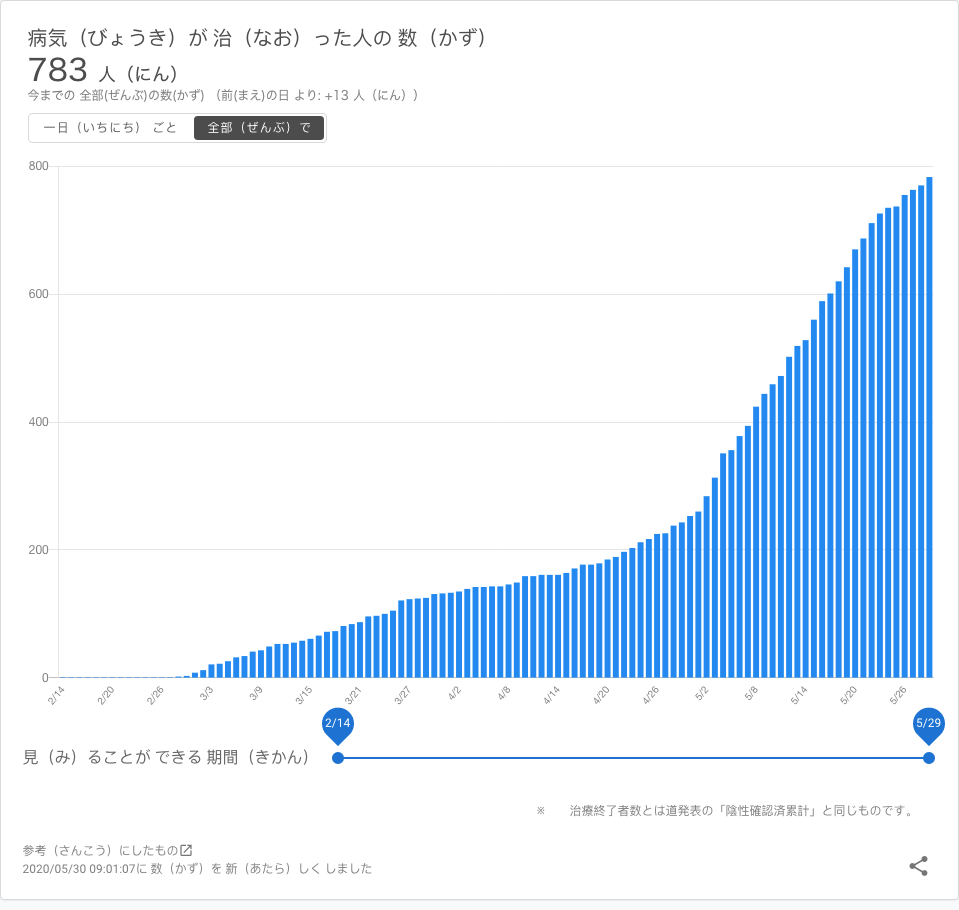 病気（びょうき）が 治（なお）った人の 数（かず）
783 人（にん）
今までの 全部(ぜんぶ)の数(かず) （前(まえ)の日 より: +13 人（にん））
一日（いちにち） ごと 全部（ぜんぶ）で
800
600
400
200
0
2/14 2/20 2/26 3/3 3/9 3/15 3/21 3/27 4/2 4/8 4/14 4/20 4/26 5/2 5/8 5/14 5/20 5/26
2/14 5/29
見（み）ることが できる 期間（きかん）
※ 治療終了者数とは道発表の「陰性確認済累計」と同じものです。
参考（さんこう）にしたもの
2020/05/30 09:01:07に 数（かず）を 新（あたら）しく しました